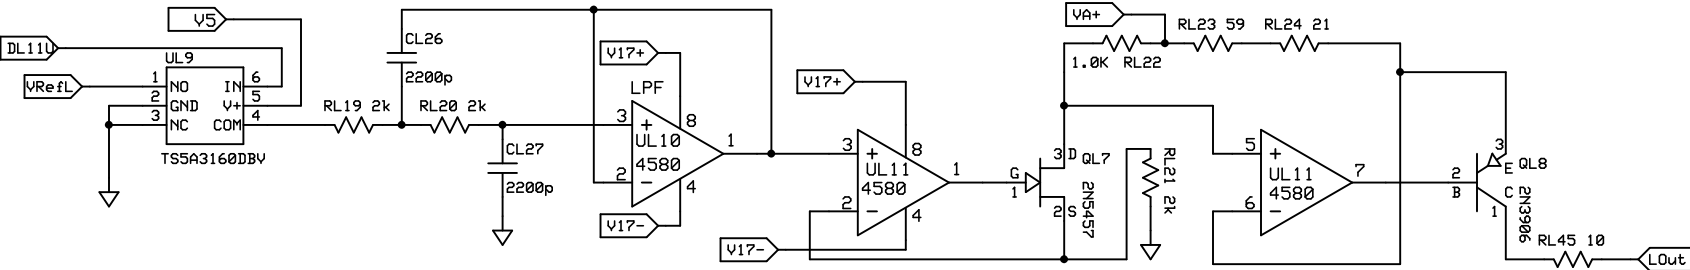 V5
DL11U
VRefL
UL9
1 NO IN 6
2 GND V+ 5
3 NC COM 4
TS5A3160DBV
RL19 2k
CL26
2200p
RL20 2k
CL27
2200p
V17+
LPF
3 + 8
UL10
4580
1
2 - 4
V17-
V17+
3 + 8
UL11
4580
1
2 - 4
V17-
VA+
1.0K RL22
RL23 59
RL24 21
3 D QL7
G
1
2 S
2N5457
RL21 2k
5 +
UL11
4580
7
6 -
3
E QL8
2
B
C
1
2N3906
RL45 10
LOut